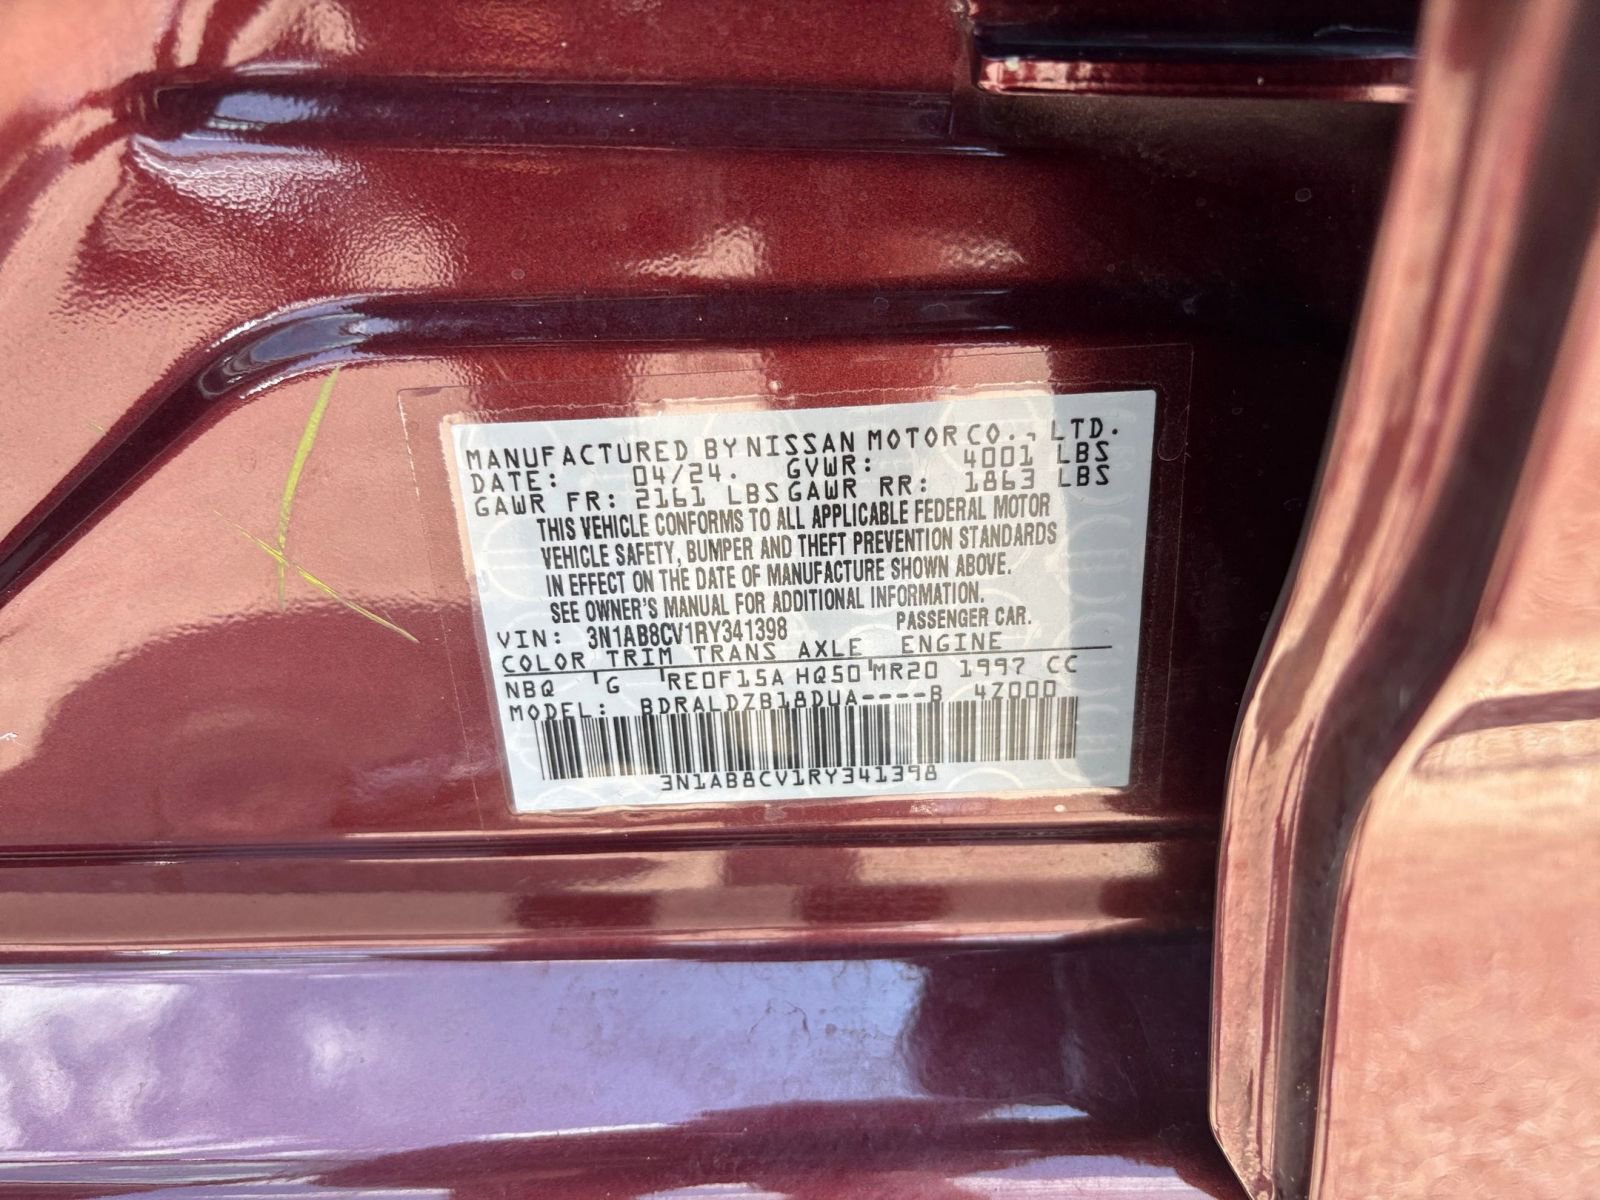 MANUFACTURED BY NISSAN MOTOR CO., LTD.
DATE: 04/24. GVWR: 4001 LBS
GAWR FR: 2161 LBS GAWR RR: 1863 LBS
THIS VEHICLE CONFORMS TO ALL APPLICABLE FEDERAL MOTOR
VEHICLE SAFETY, BUMPER AND THEFT PREVENTION STANDARDS
IN EFFECT ON THE DATE OF MANUFACTURE SHOWN ABOVE.
SEE OWNER'S MANUAL FOR ADDITIONAL INFORMATION.
PASSENGER CAR.
VIN: 3N1AB8CV1RY341398
COLOR TRIM TRANS AXLE ENGINE
NBQ G RE0F15A HQ50 MR20 1997 CC
MODEL: BDRALDZB18DUA----B 47000
3N1AB8CV1RY341398